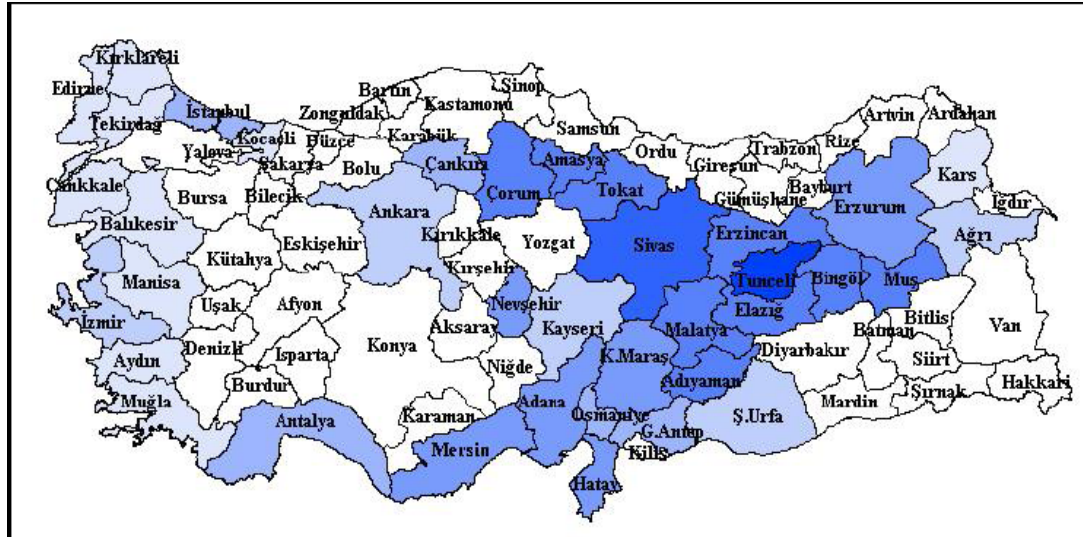 Kırklareli
Edirne
Tekirdağ
İstanbul
Kocaeli
Yalova
Sakarya
Düzce
Zonguldak
Bartın
Karabük
Kastamonu
Sinop
Samsun
Çankırı
Bolu
Bilecik
Bursa
Çankkale
Balıkesir
Kütahya
Eskişehir
Ankara
Kırıkkale
Çorum
Amasya
Tokat
Ordu
Gireşun
Trabzon
Rize
Artvin
Ardahan
Kars
Iğdır
Ağrı
Erzurum
Bayburt
Gümüşhane
Erzincan
Sivas
Yozgat
Kırşehir
Nevşehir
Kayseri
Tunceli
Bingöl
Muş
Elazığ
Malatya
Manisa
İzmir
Uşak
Afyon
Aydın
Denizli
Isparta
Burdur
Muğla
Antalya
Konya
Aksaray
Niğde
Karaman
Mersin
Adana
K.Maraş
Osmaniye
Hatay
G.Antep
Kilis
Adıyaman
Ş.Urfa
Diyarbakır
Mardin
Batman
Bitlis
Siirt
Şırnak
Van
Hakkari